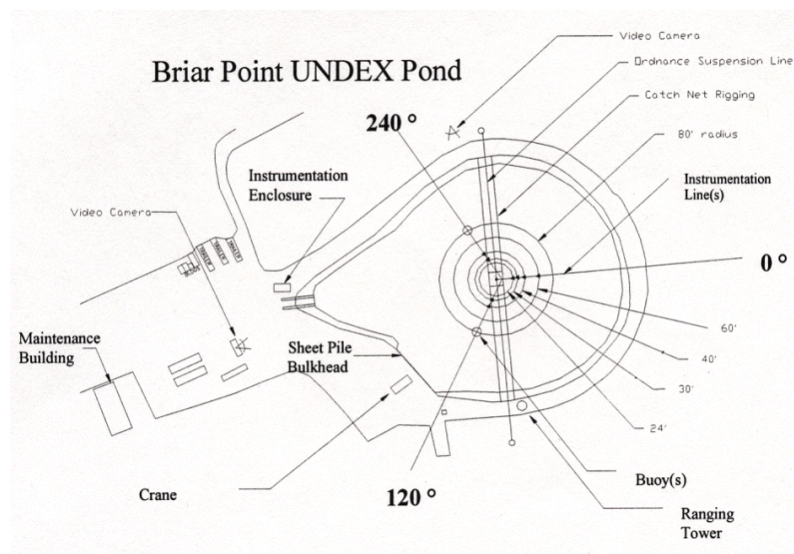 Video Camera
Ordnance Suspension Line
Briar Point UNDEX Pond
Catch Net Rigging
240 °
80' radius
Instrumentation
Enclosure
Instrumentation
Line(s)
Video Camera
0 °
60'
Maintenance
Building
Sheet Pile
Bulkhead
40'
30'
24'
Crane
120 °
Buoy(s)
Ranging
Tower